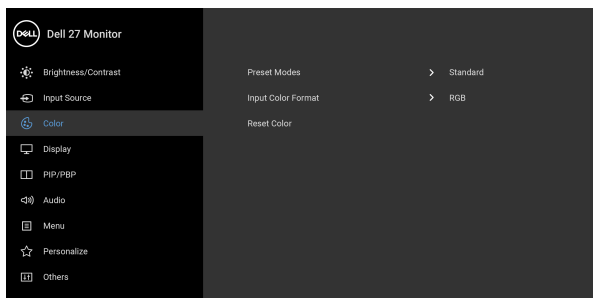 DELL Dell 27 Monitor
Brightness/Contrast
Input Source
Color
Display
PIP/PBP
Audio
Menu
Personalize
Others
Preset Modes > Standard
Input Color Format > RGB
Reset Color